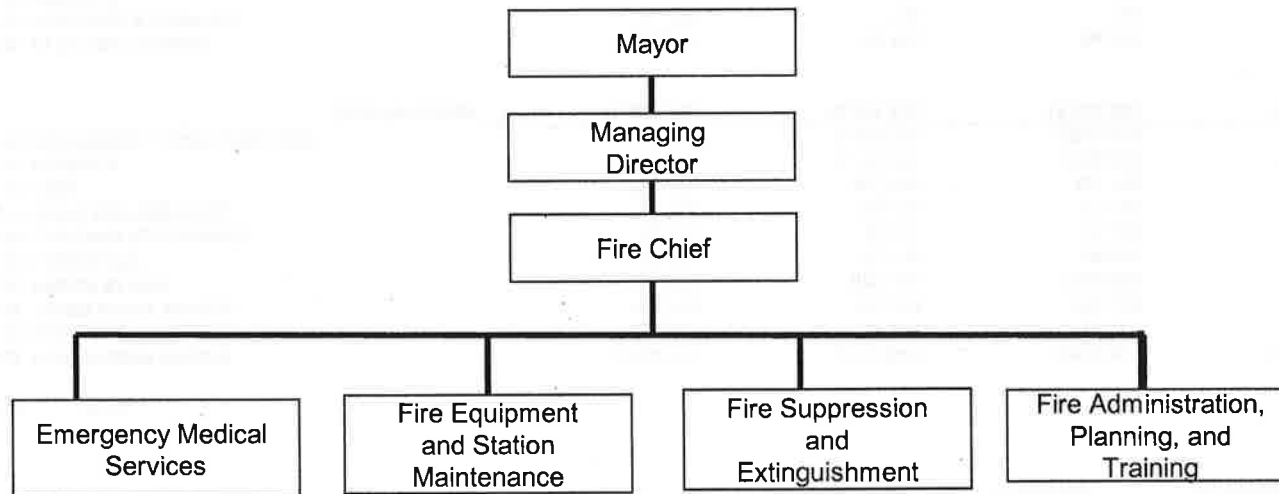 Mayor
Managing
Director
Fire Chief
Emergency Medical
Services
Fire Equipment
and Station
Maintenance
Fire Suppression
and
Extinguishment
Fire Administration,
Planning, and
Training